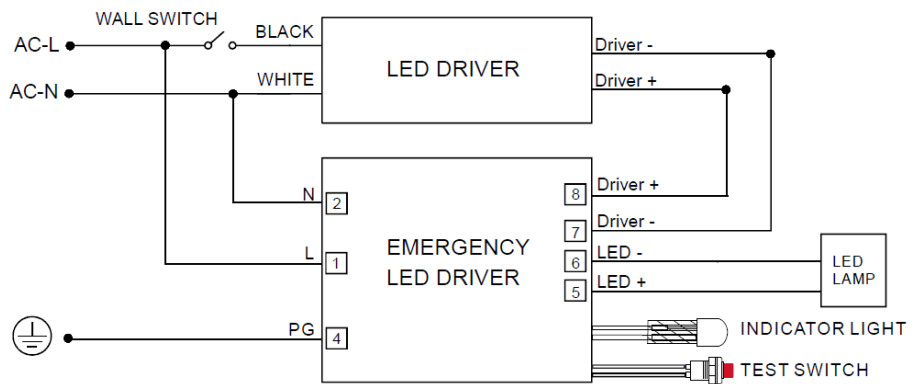 WALL SWITCH
BLACK
AC-L
LED DRIVER
Driver -
WHITE
Driver +
AC-N
N
2
8
Driver +
7
Driver -
L
1
EMERGENCY
LED DRIVER
6
LED -
5
LED +
LED
LAMP
PG
4
INDICATOR LIGHT
TEST SWITCH